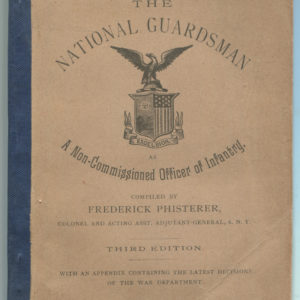 THE
NATIONAL GUARDSMAN
EXCELSIOR
AS
A Non-Commissioned Officer of Infantry.
COMPILED BY
FREDERICK PHISTERER,
COLONEL AND ACTING ASST. ADJUTANT-GENERAL, S. N. Y.
THIRD EDITION.
WITH AN APPENDIX CONTAINING THE LATEST DECISIONS
OF THE WAR DEPARTMENT.